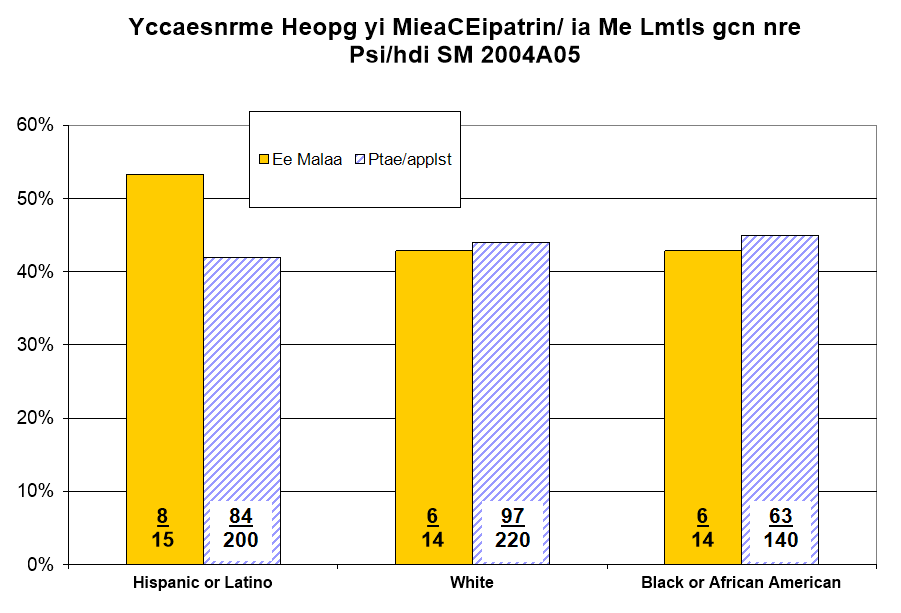 Yccaesnrme Heopg yi MieaCEipatrin/ ia Me Lmtls gcn nre
Psi/hdi SM 2004A05
60%
Ee Malaa Ptae/applst
50%
40%
30%
20%
10%
0%
8 84 6 97 6 63
15 200 14 220 14 140
Hispanic or Latino White Black or African American